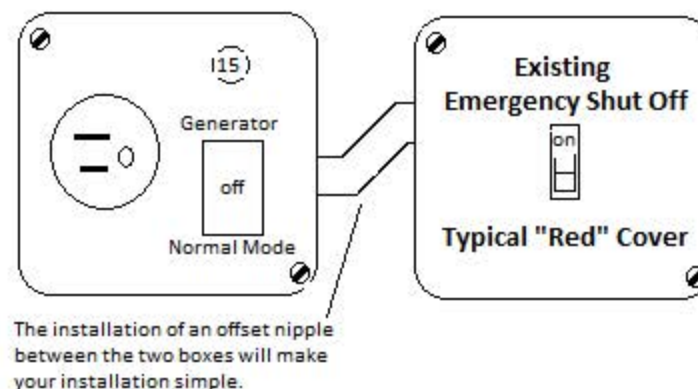 I15
Generator
off
Normal Mode
Existing
Emergency Shut Off
on
Typical "Red" Cover
The installation of an offset nipple
between the two boxes will make
your installation simple.